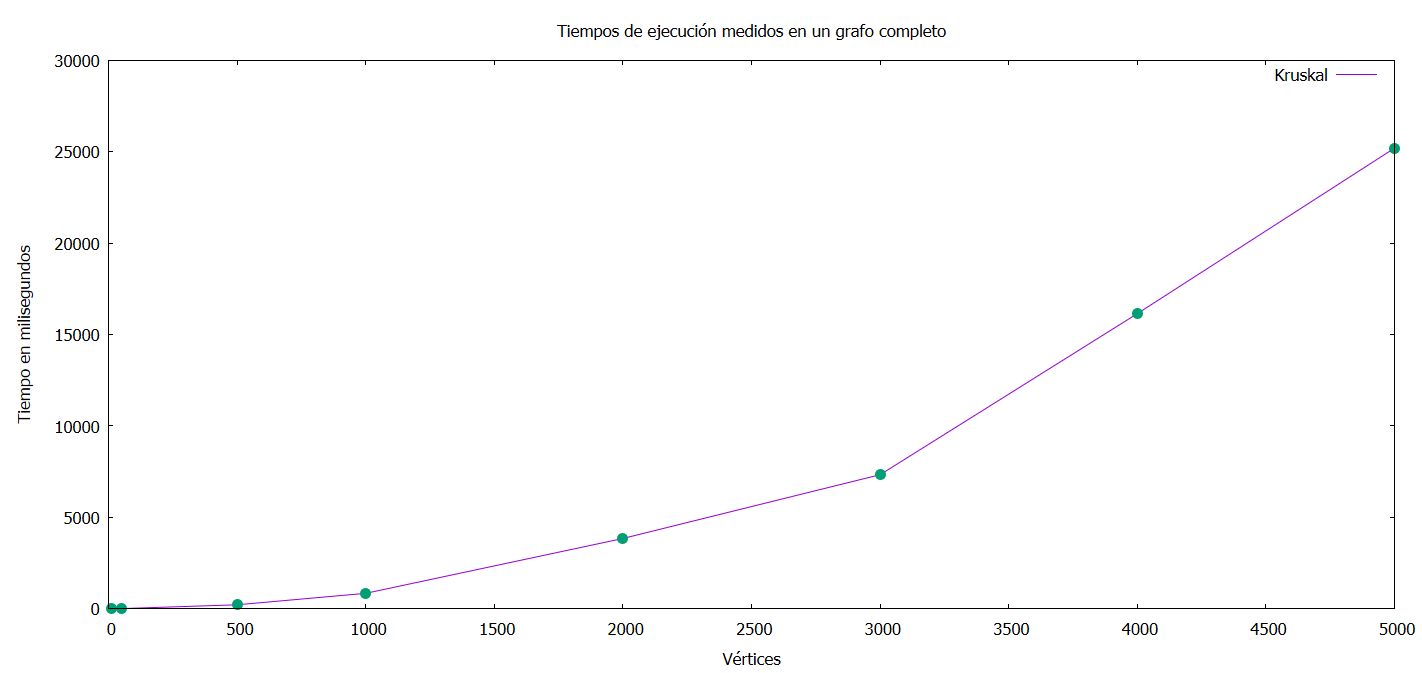 Tiempos de ejecución medidos en un grafo completo
30000
25000
20000
15000
10000
5000
0
Tiempo en milisegundos
Kruskal
0 500 1000 1500 2000 2500 3000 3500 4000 4500 5000
Vértices